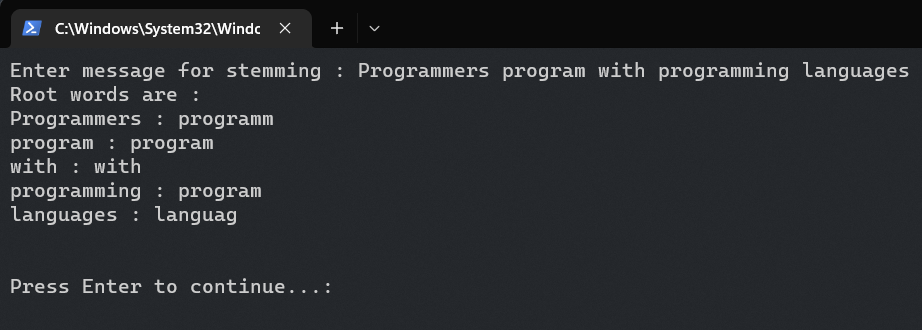 C:\Windows\System32\Windc
Enter message for stemming : Programmers program with programming languages
Root words are :
Programmers : programm
program : program
with : with
programming : program
languages : languag
Press Enter to continue...: